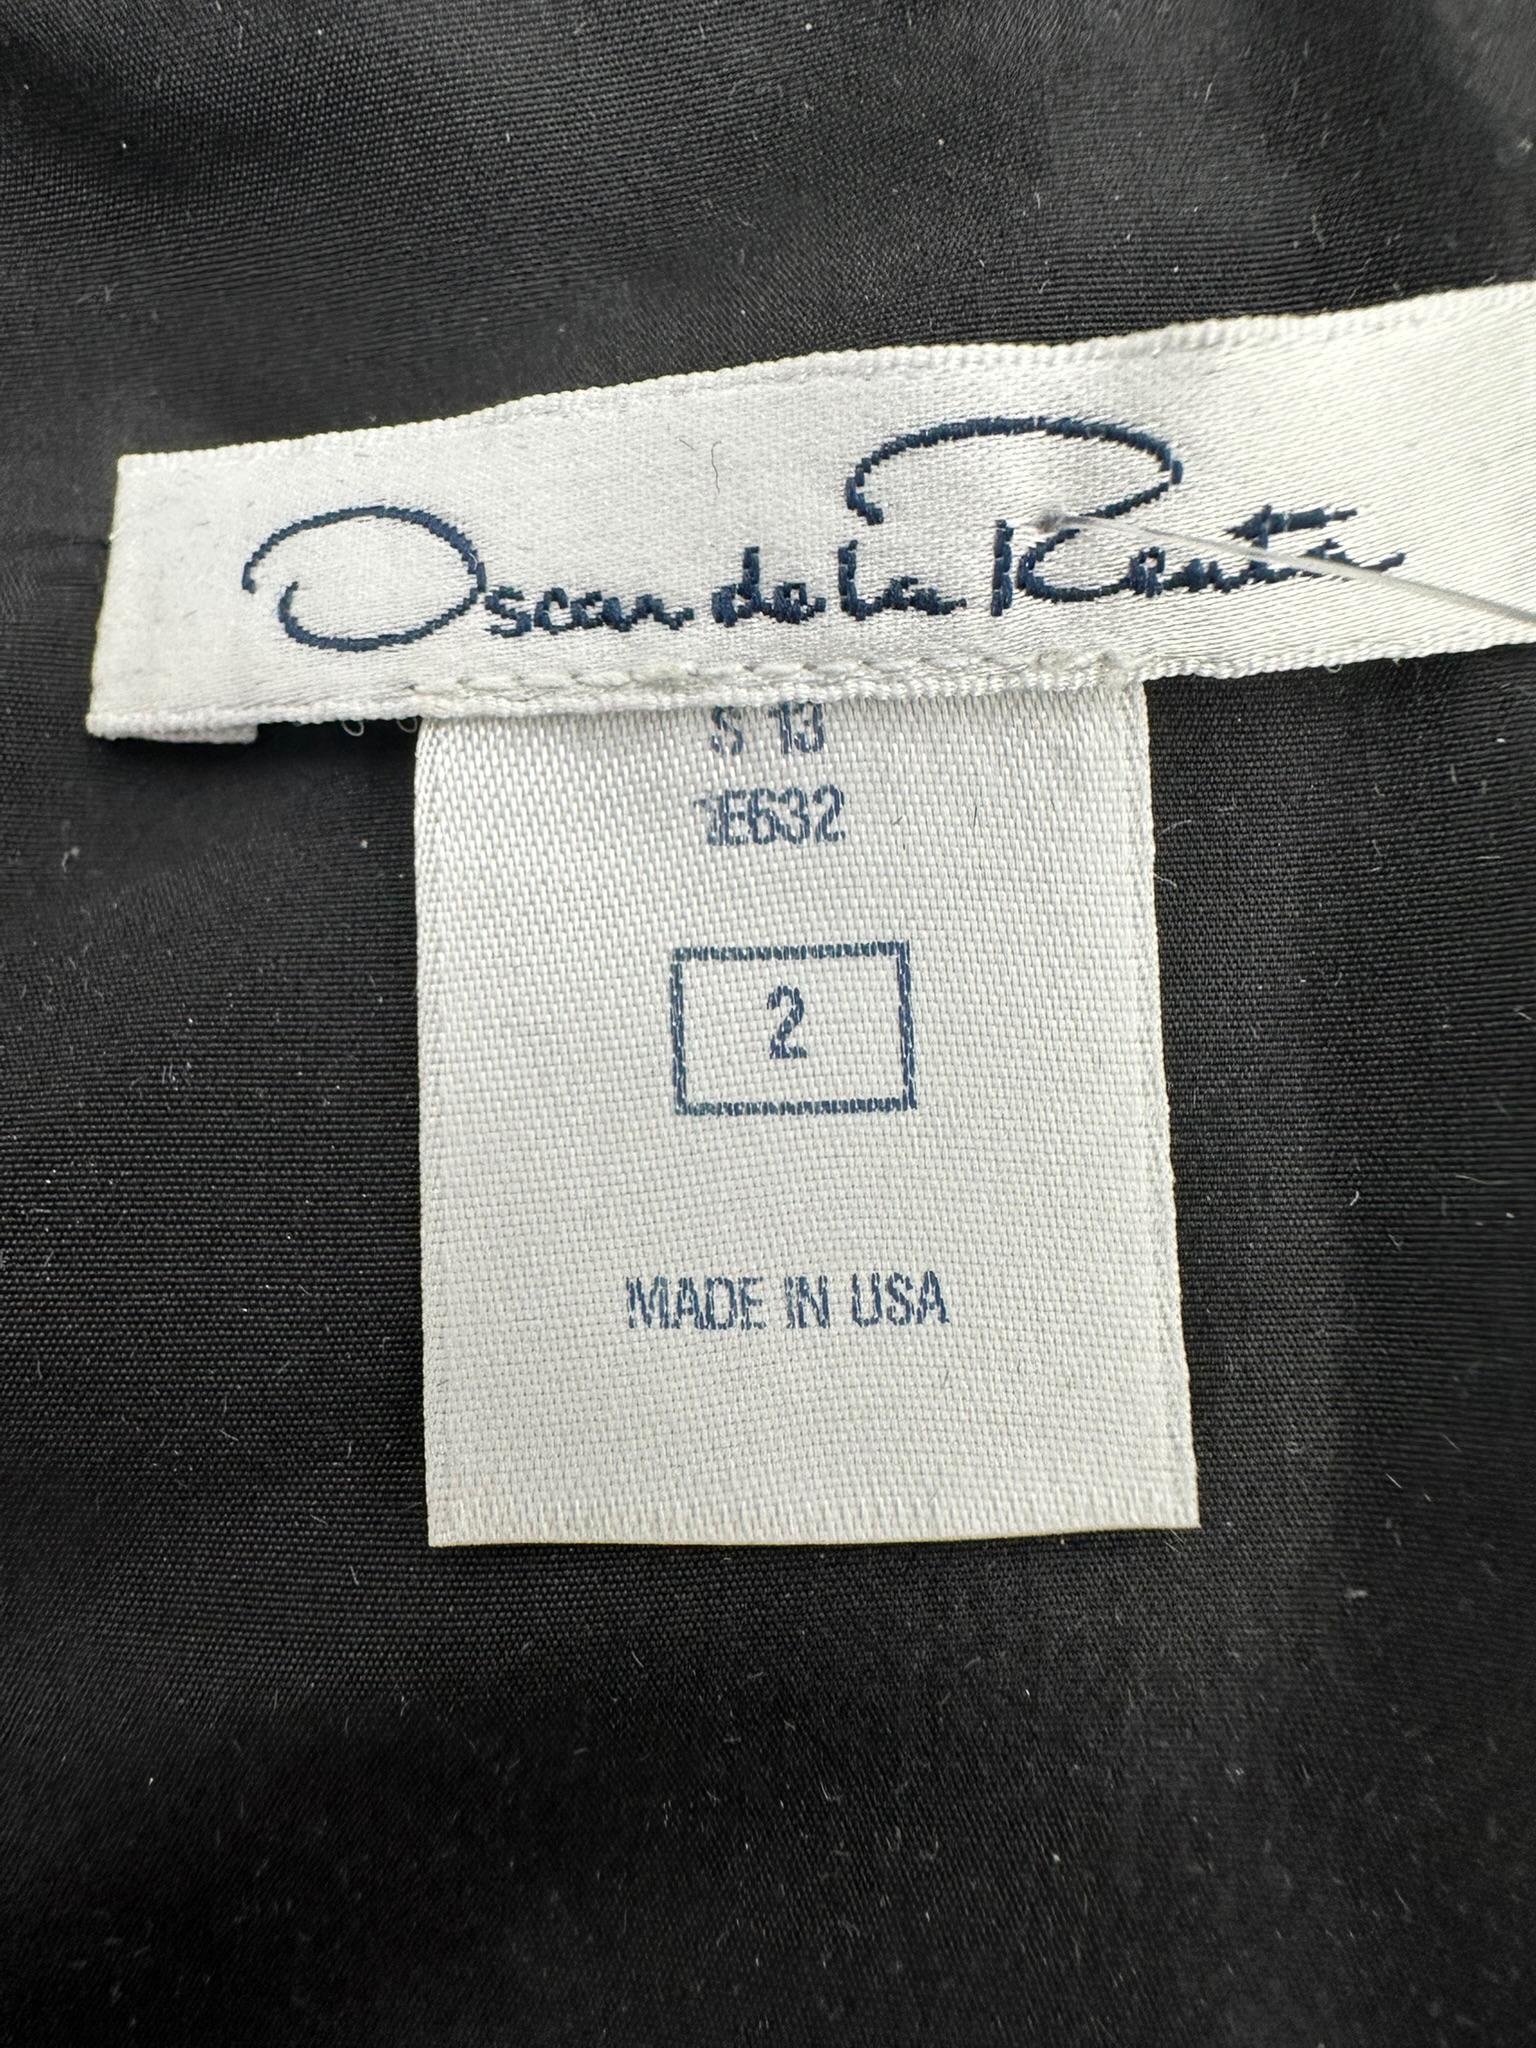 Oscar de la Renta
S 13
1E632
2
MADE IN USA